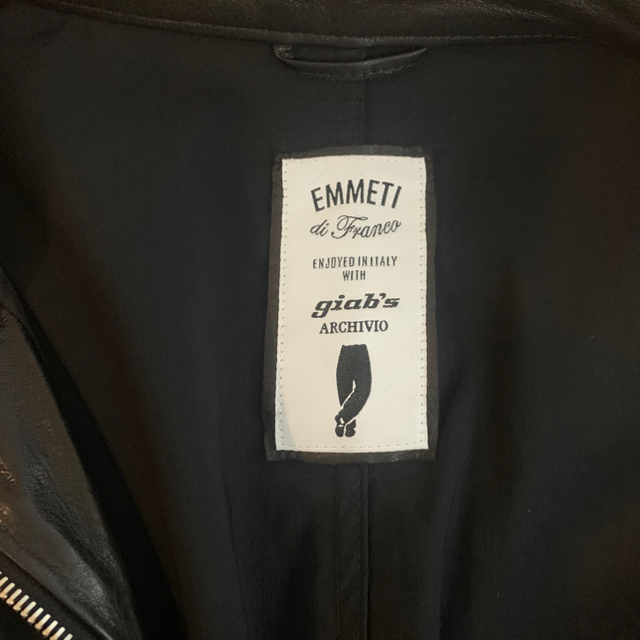 EMMETI
di Franco
ENJOYED IN ITALY
WITH
giab's
ARCHIVIO